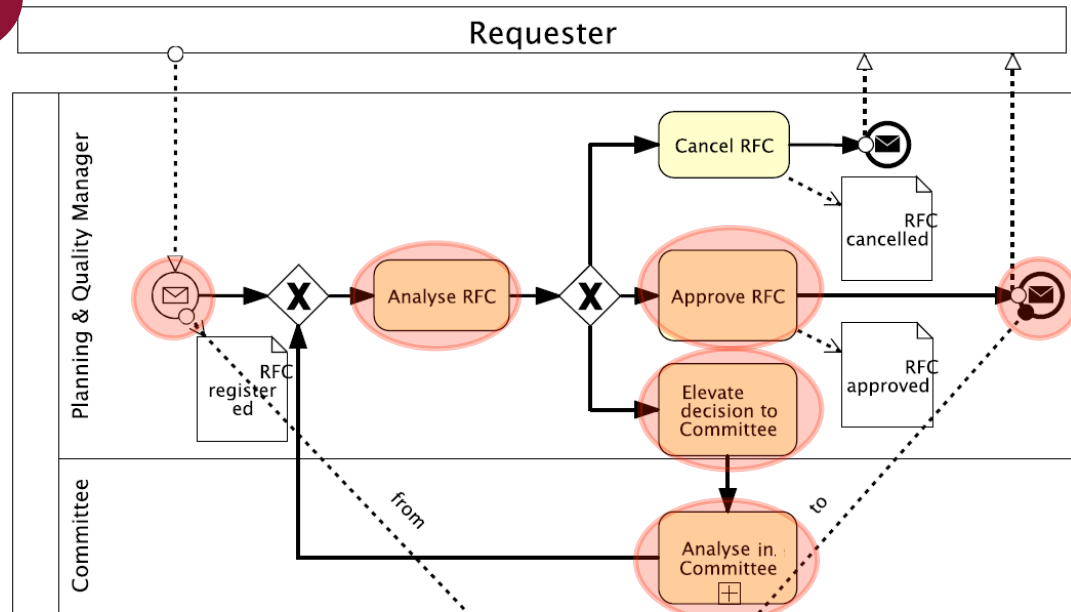 Requester
Planning & Quality Manager
Cancel RFC
RFC
cancelled
Analyse RFC
Approve RFC
RFC
register
ed
RFC
approved
Elevate
decision to
Committee
Committee
from
to
Analyse in
Committee